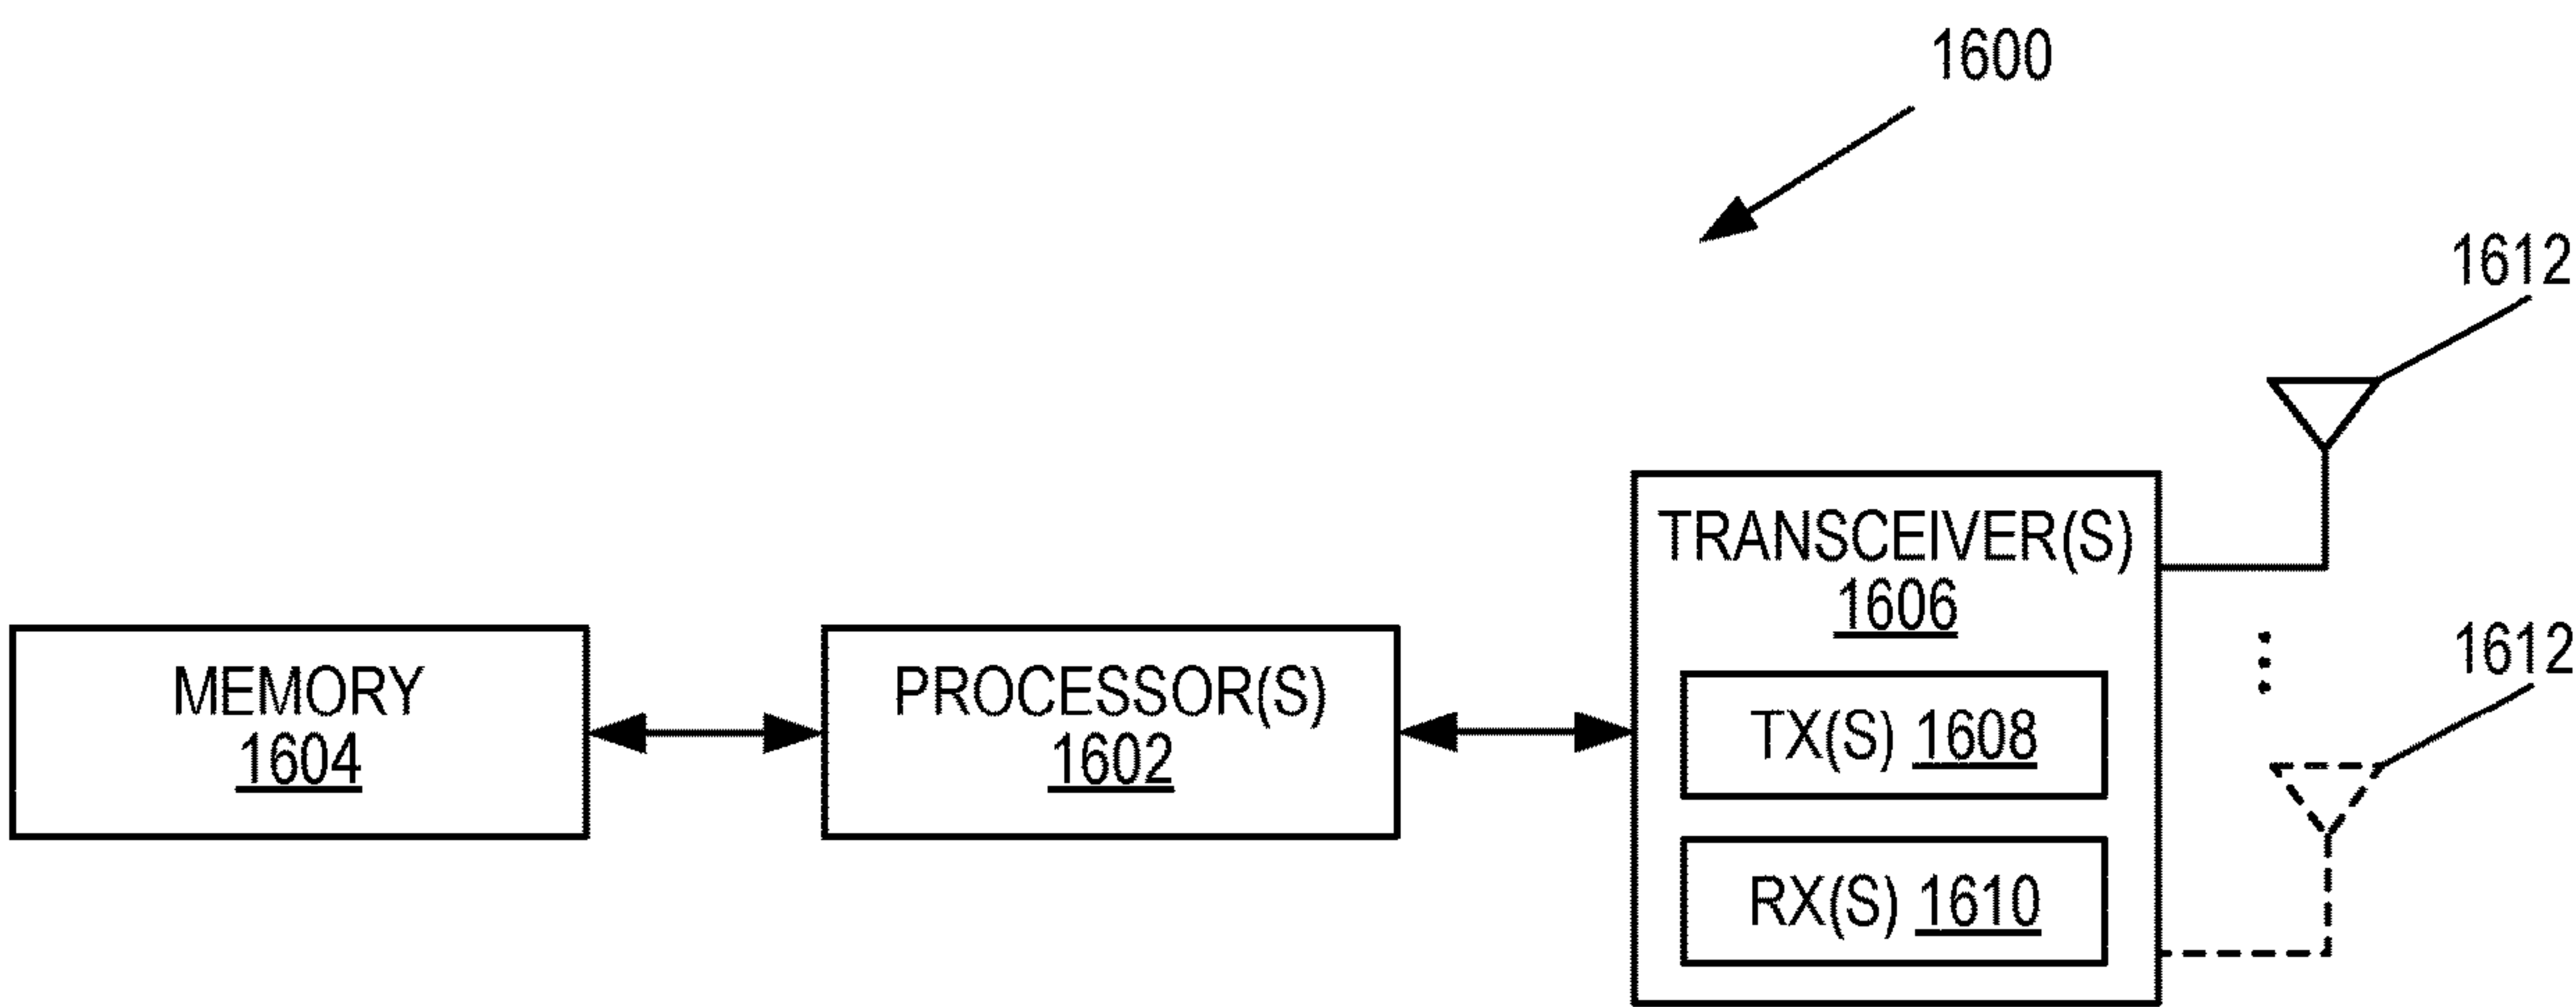 1600
1612
TRANSCEIVER(S)
1606
1612
MEMORY
1604
PROCESSOR(S)
1602
TX(S) 1608
RX(S) 1610